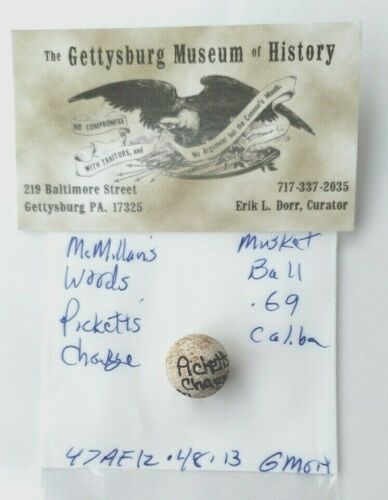 The Gettysburg Museum of History
NO COMPROMISE
WITH TRAITORS, and
No Argument but the Cannon's Mouth.
219 Baltimore Street
Gettysburg PA. 17325
717-337-2035
Erik L. Dorr, Curator
McMillan's
Woods
Pickett's
Charge
Musket
Ball
.69
Caliba
Picketts
Charge
47AE12.48.13 GMOH